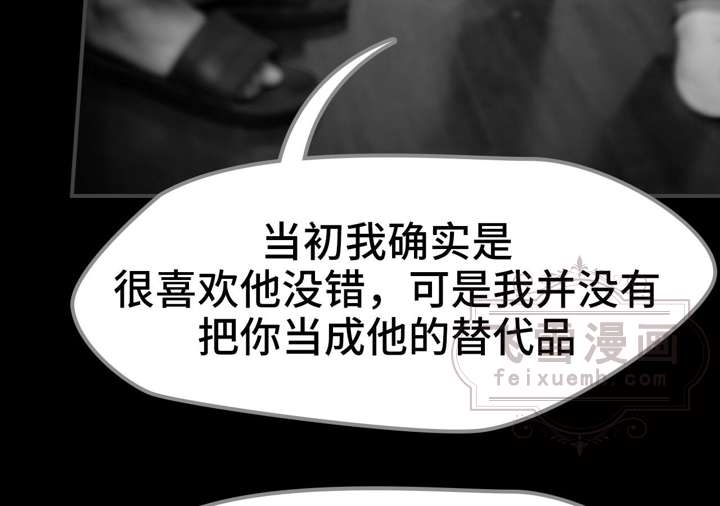 当初我确实是
很喜欢他没错，可是我并没有
把你当成他的替代品
飞雪漫画
feixuemh.com